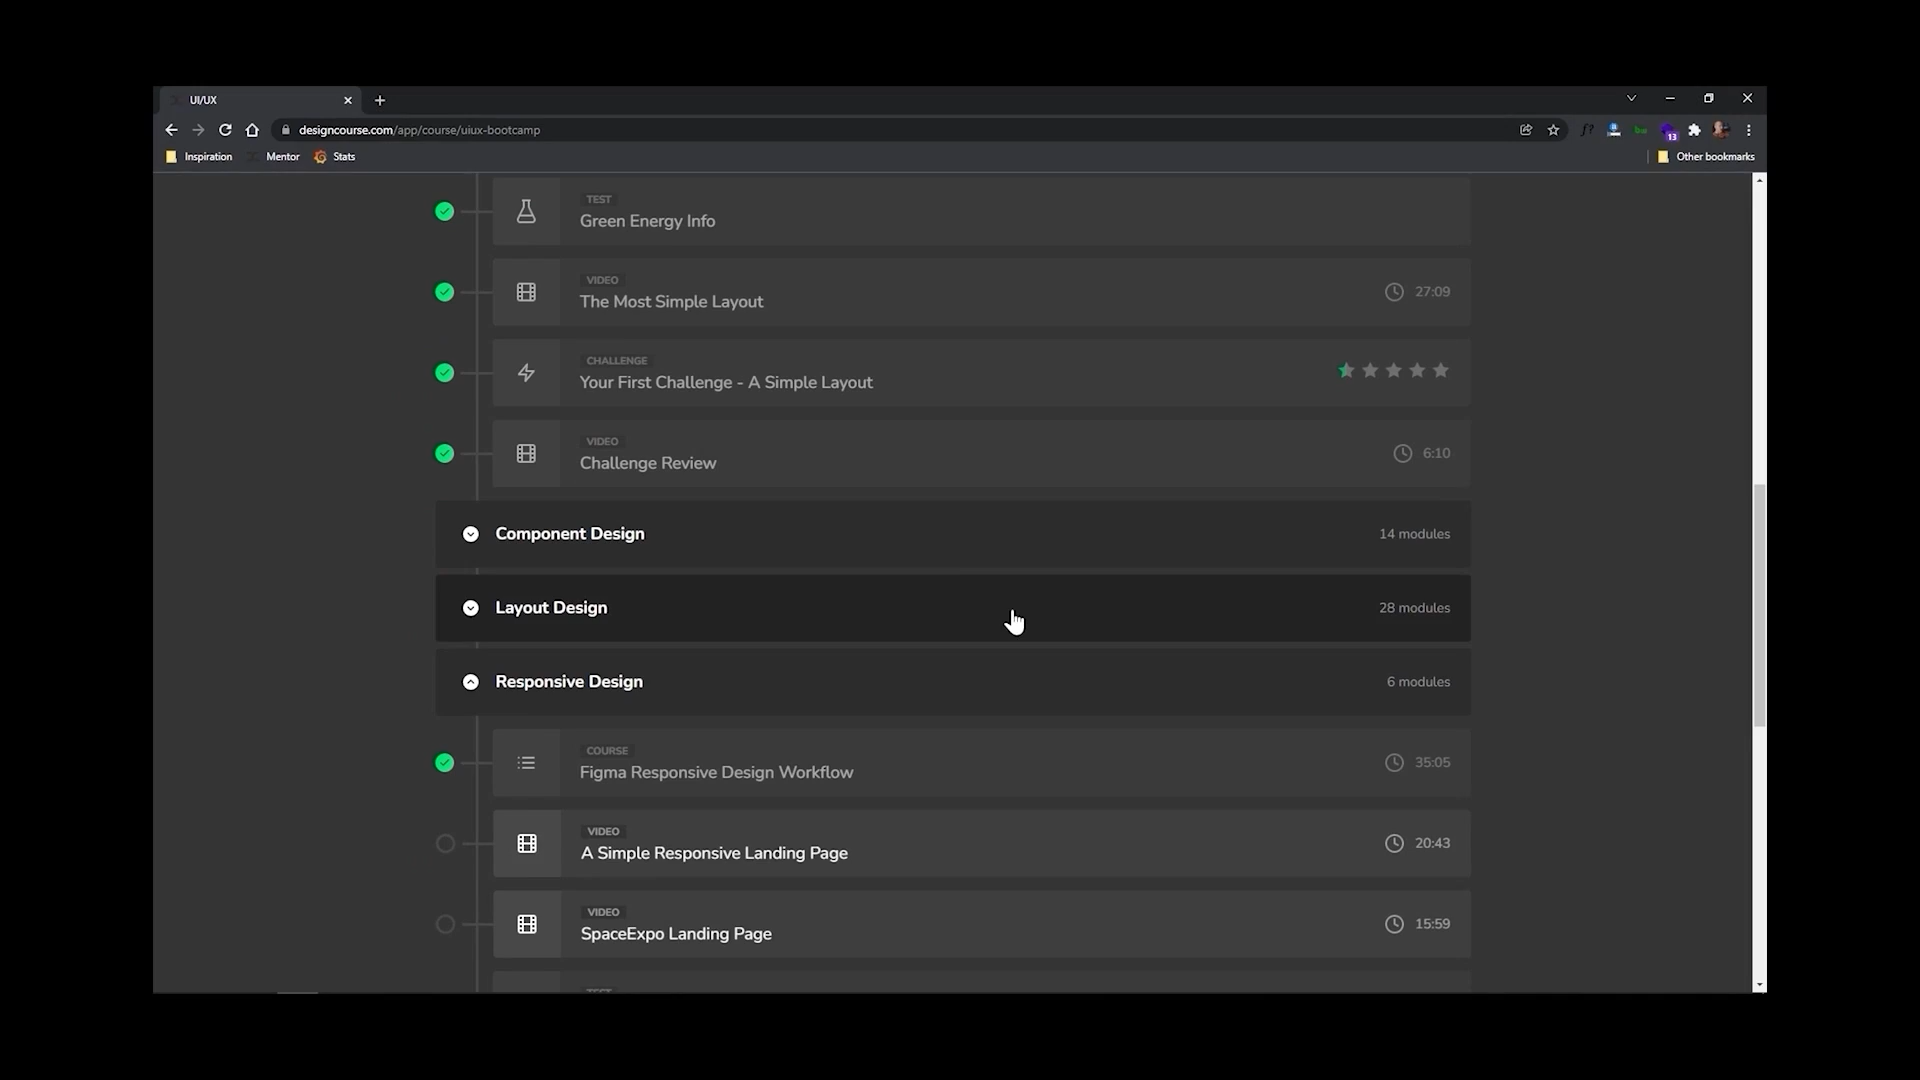 UI/UX
designcourse.com/app/course/uiux-bootcamp
f?
13
Inspiration
Mentor
Stats
Other bookmarks
TEST
Green Energy Info
VIDEO
The Most Simple Layout
27:09
CHALLENGE
Your First Challenge - A Simple Layout
VIDEO
Challenge Review
6:10
Component Design
14 modules
Layout Design
28 modules
Responsive Design
6 modules
COURSE
Figma Responsive Design Workflow
35:05
VIDEO
A Simple Responsive Landing Page
20:43
VIDEO
SpaceExpo Landing Page
15:59